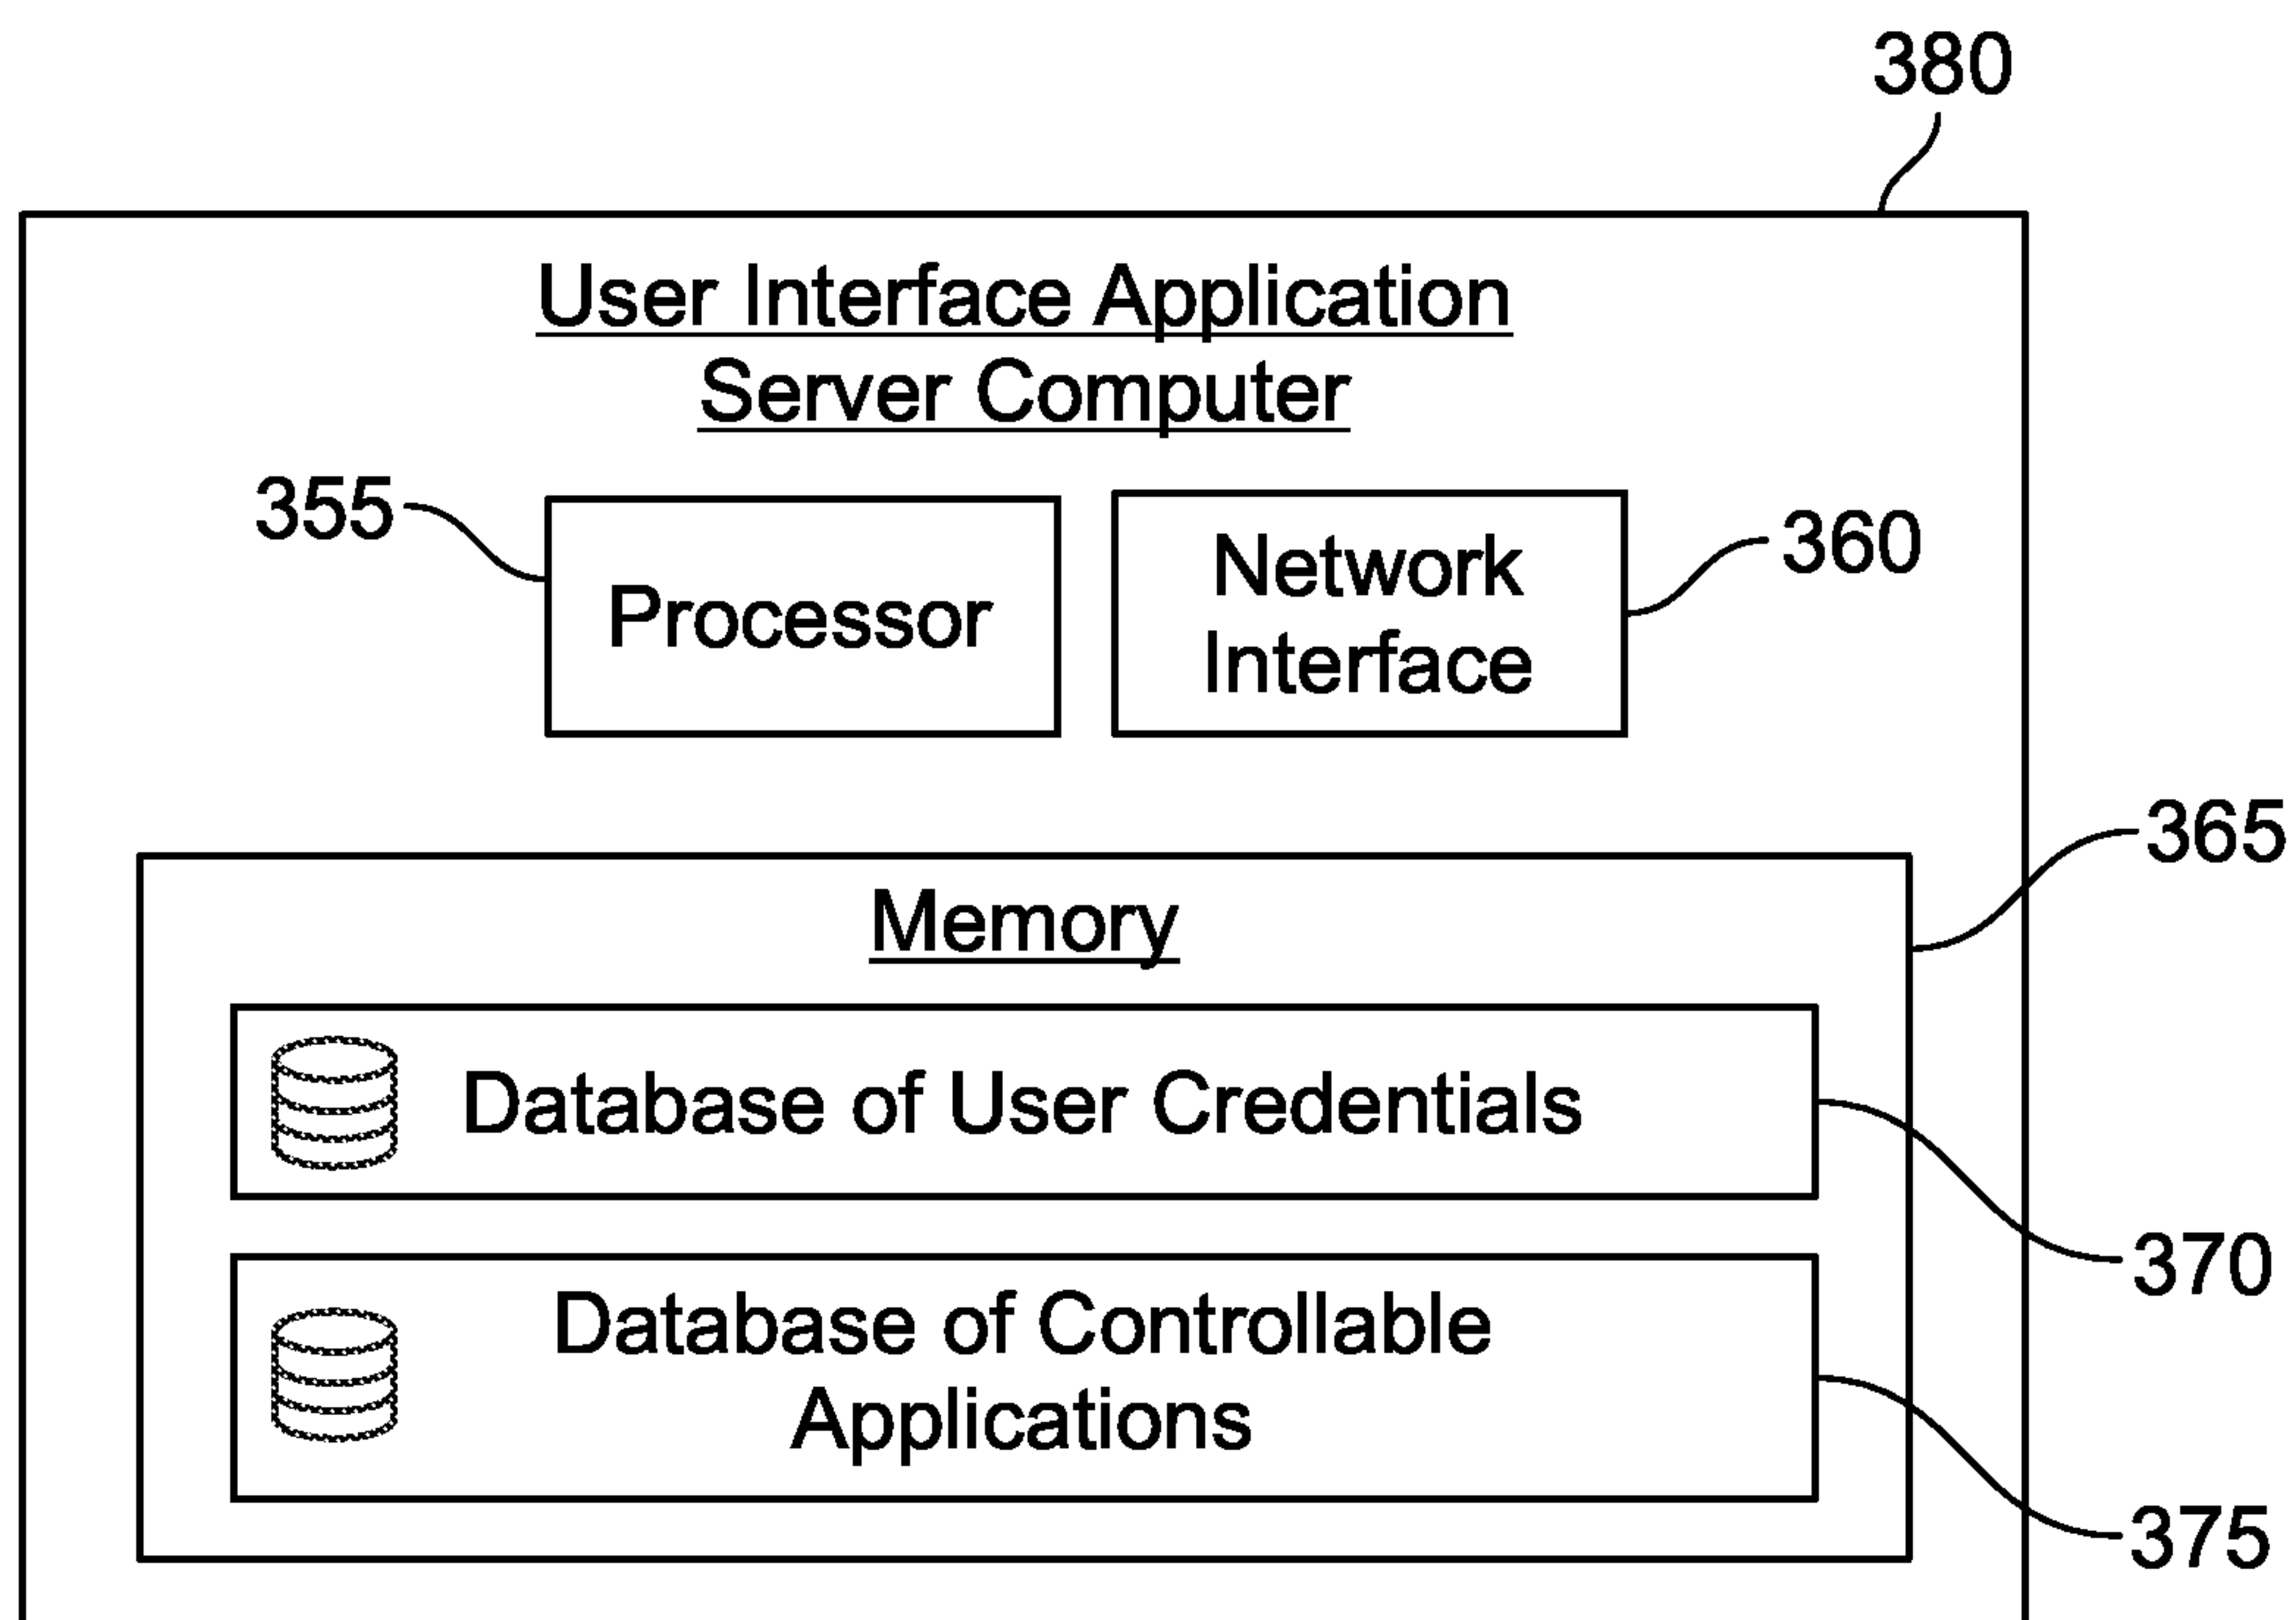 380
User Interface Application
Server Computer
355
Processor
Network
Interface
360
365
Memory
Database of User Credentials
370
Database of Controllable
Applications
375